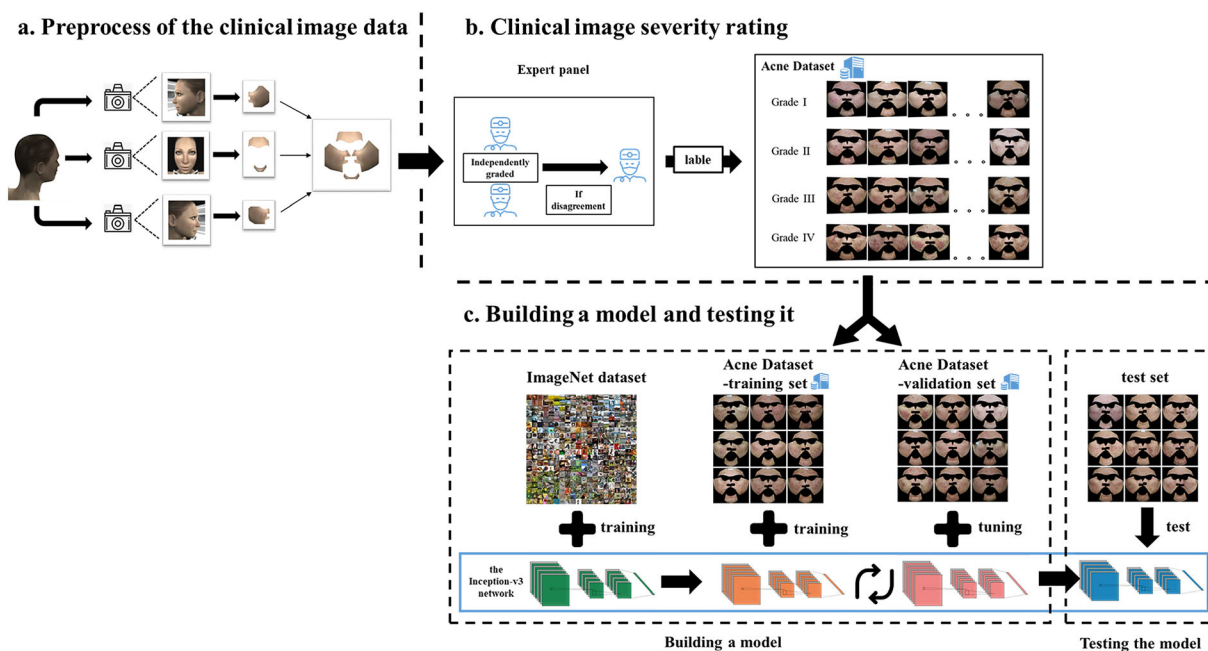 a. Preprocess of the clinical image data
b. Clinical image severity rating
Expert panel
Independently
graded
If
disagreement
lable
Acne Dataset
Grade I
Grade II
Grade III
Grade IV
. . .
. . .
. . .
. . .
c. Building a model and testing it
ImageNet dataset
Acne Dataset
-training set
Acne Dataset
-validation set
test set
training
training
tuning
test
the
Inception-v3
network
Building a model
Testing the model